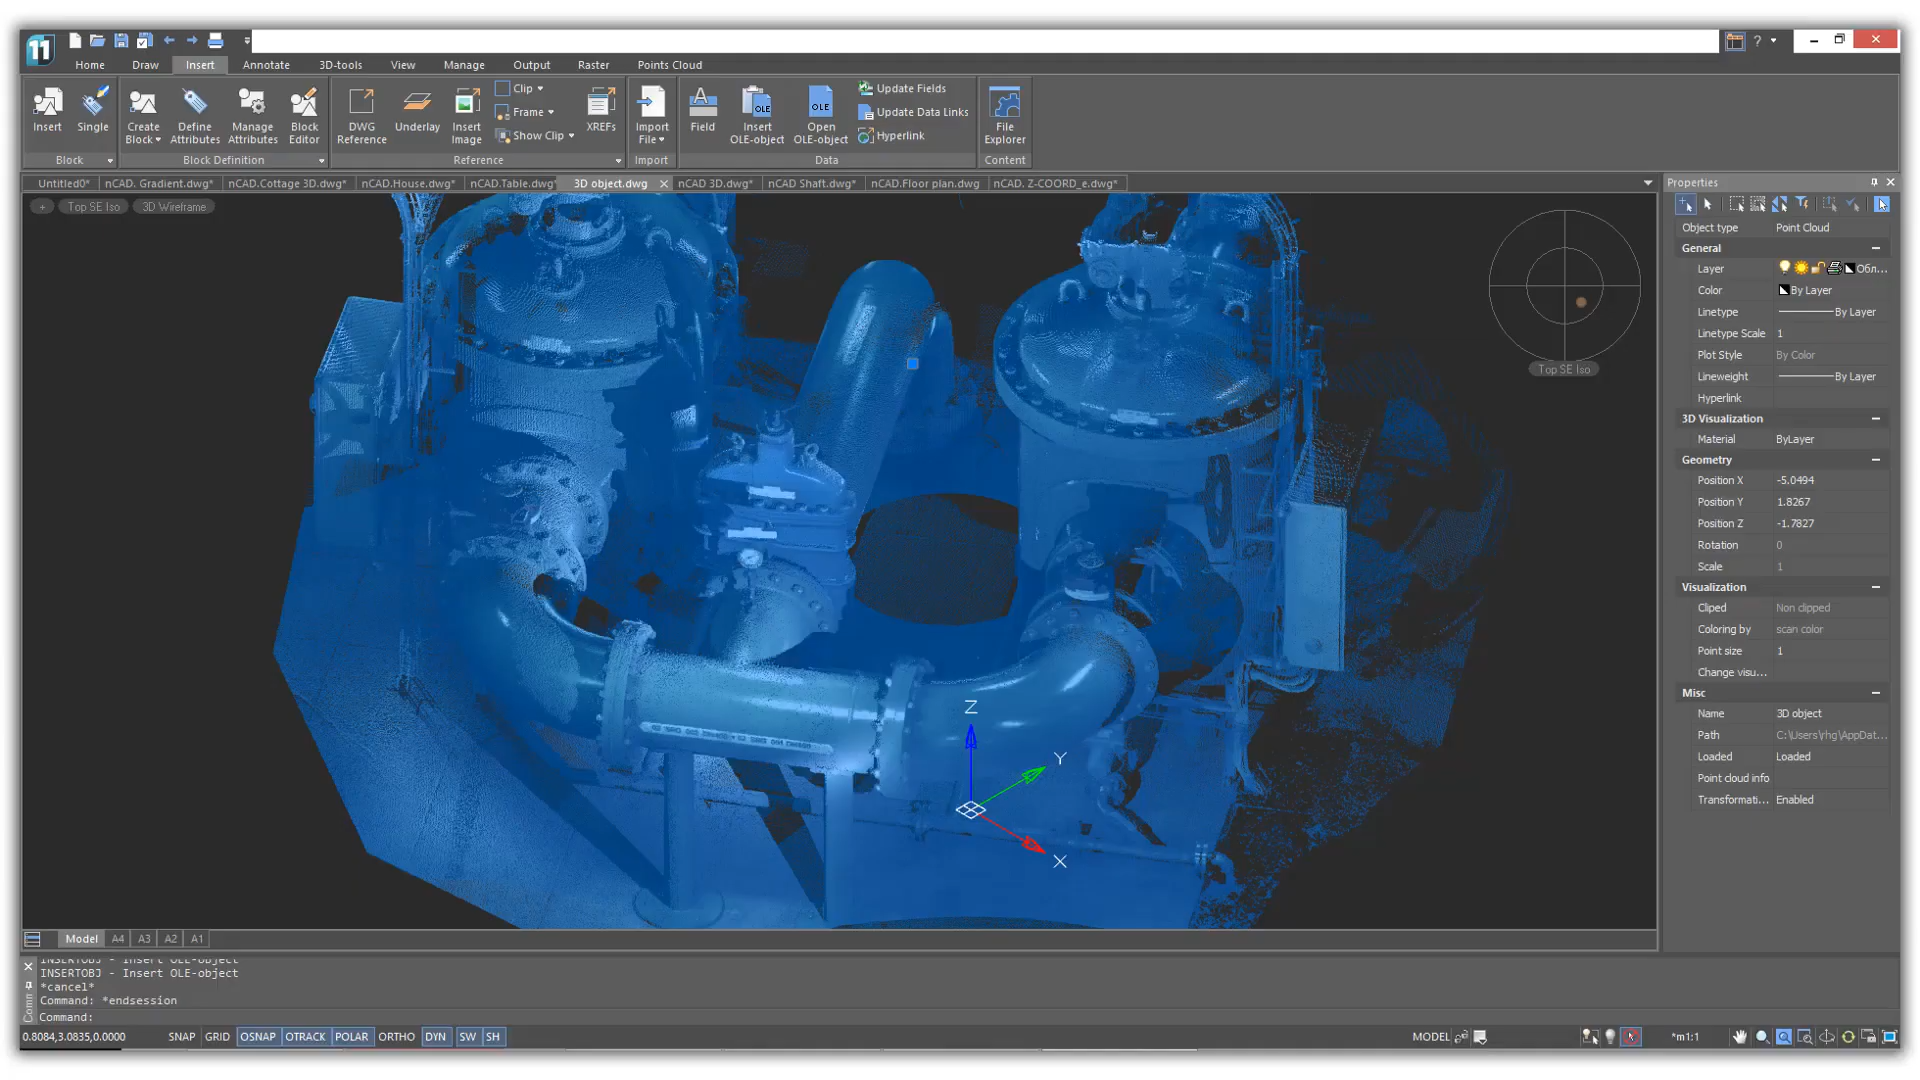 11
?
Home Draw Insert Annotate 3D-tools View Manage Output Raster Points Cloud
Insert
Single
Block
Create Block
Define Attributes
Manage Attributes
Block Editor
Block Definition
DWG Reference
Underlay
Insert Image
Clip
Frame
Show Clip
XREFs
Reference
Import File
Import
Field
Insert OLE-object
OLE
Open OLE-object
OLE
Update Fields
Update Data Links
Hyperlink
Data
File Explorer
Content
Untitled0* nCAD. Gradient.dwg* nCAD.Cottage 3D.dwg* nCAD.House.dwg* nCAD.Table.dwg* 3D object.dwg nCAD 3D.dwg* nCAD Shaft.dwg* nCAD.Floor plan.dwg nCAD. Z-COORD_e.dwg*
+ Top SE Iso 3D Wireframe
Top SE Iso
Z
Y
X
Properties
Object type Point Cloud
General
Layer Обл...
Color By Layer
Linetype By Layer
Linetype Scale 1
Plot Style By Color
Lineweight By Layer
Hyperlink
3D Visualization
Material ByLayer
Geometry
Position X -5.0494
Position Y 1.8267
Position Z -1.7827
Rotation 0
Scale 1
Visualization
Cliped Non clipped
Coloring by scan color
Point size 1
Change visu...
Misc
Name 3D object
Path C:\Users\rhg\AppDat...
Loaded Loaded
Point cloud info
Transformati... Enabled
Model A4 A3 A2 A1
INSERTOBJ - Insert OLE-object
INSERTOBJ - Insert OLE-object
*cancel*
Command: *endsession
Command:
0.8084,3.0835,0.0000 SNAP GRID OSNAP OTRACK POLAR ORTHO DYN SW SH MODEL *m1:1